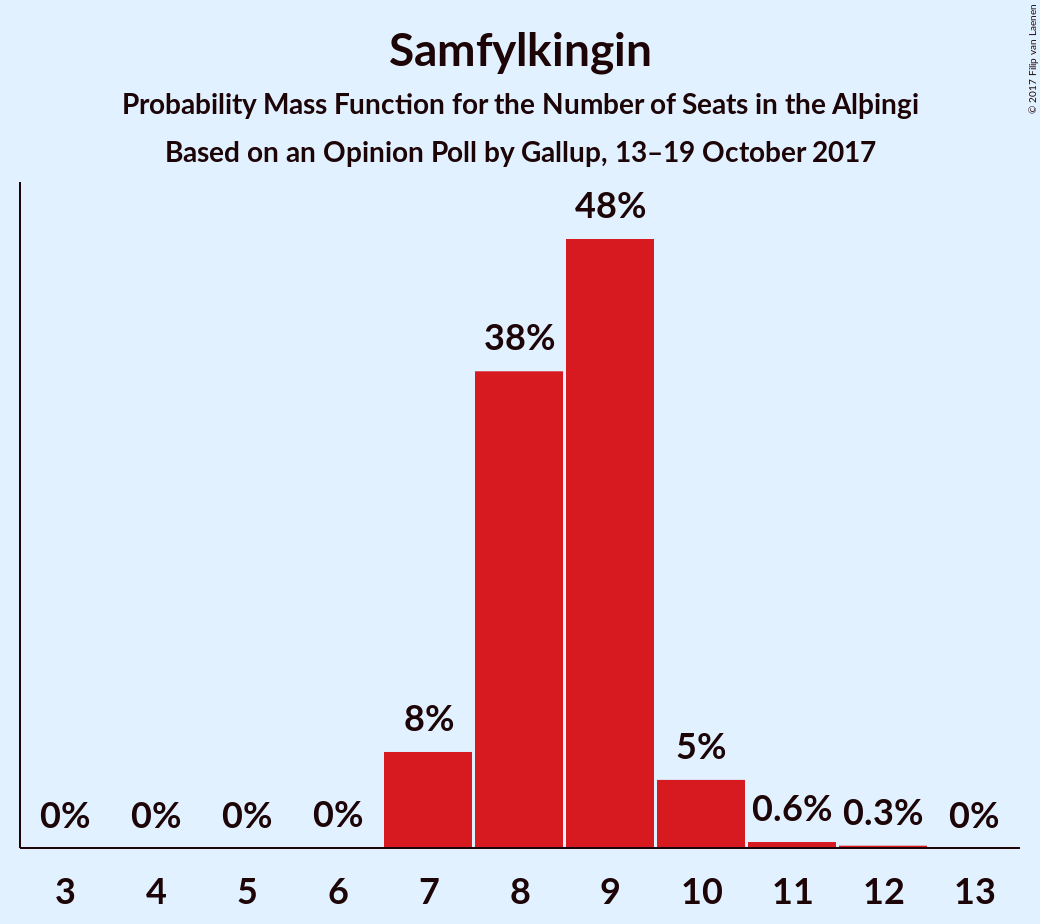 Samfylkingin
Probability Mass Function for the Number of Seats in the Alþingi
Based on an Opinion Poll by Gallup, 13–19 October 2017
© 2017 Filip van Laenen
0% 0% 0% 0% 8% 38% 48% 5% 0.6% 0.3% 0%
3 4 5 6 7 8 9 10 11 12 13